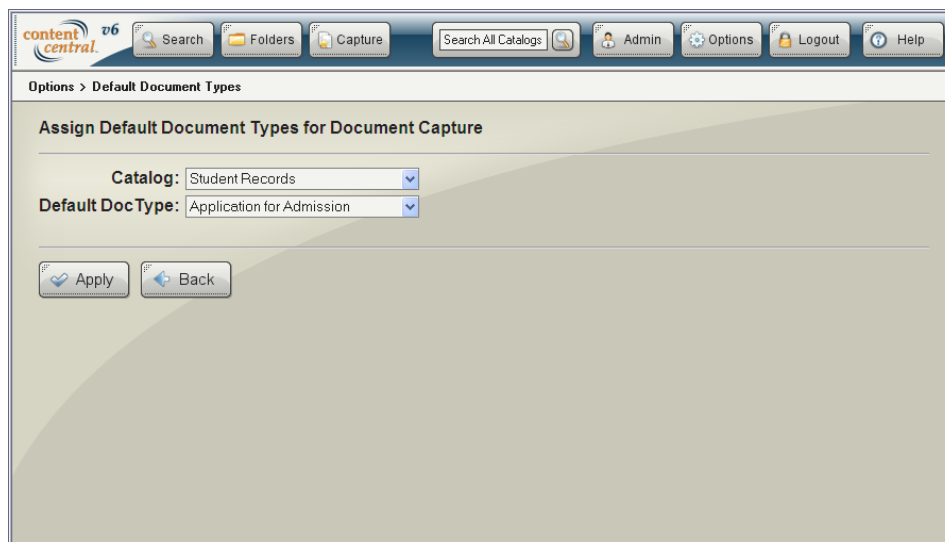 content central. v6 Search Folders Capture Search All Catalogs Admin Options Logout Help
Options > Default Document Types
Assign Default Document Types for Document Capture
Catalog: Student Records
Default DocType: Application for Admission
Apply Back